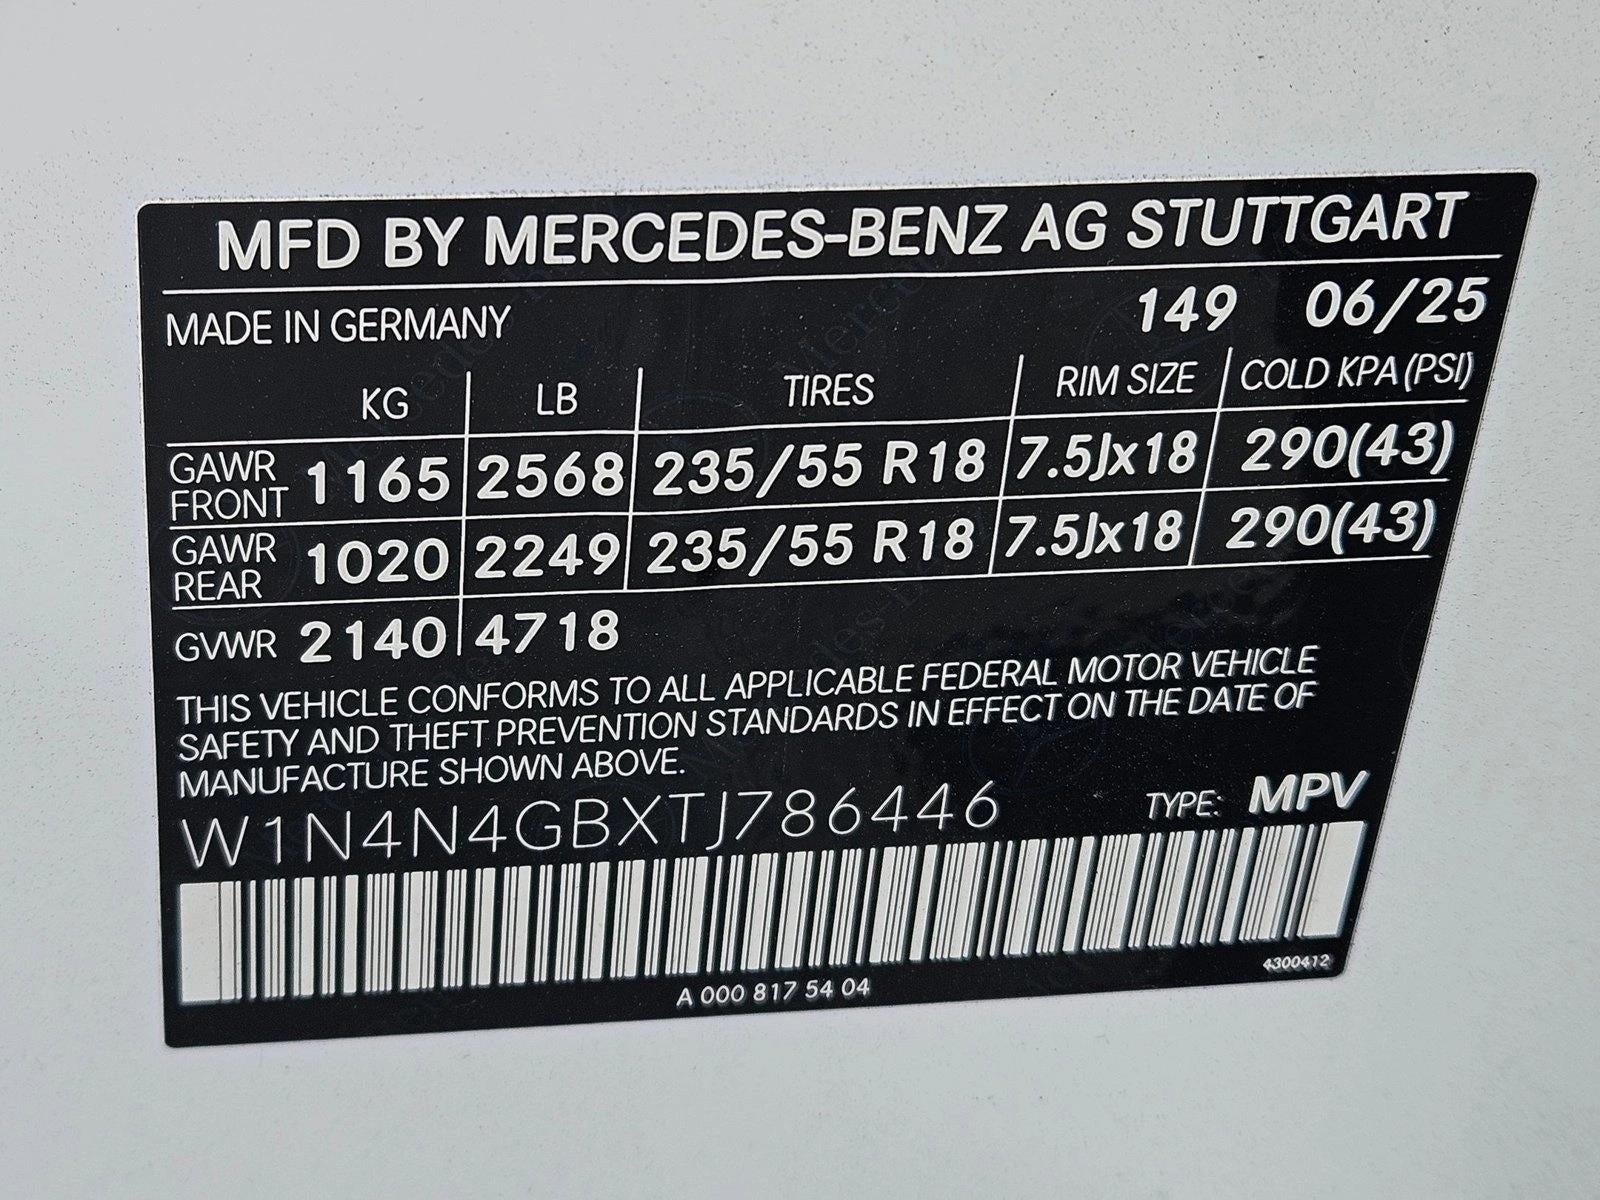 MFD BY MERCEDES-BENZ AG STUTTGART
MADE IN GERMANY 149 06/25
KG LB TIRES RIM SIZE COLD KPA (PSI)
GAWR FRONT 1165 2568 235/55 R18 7.5Jx18 290(43)
GAWR REAR 1020 2249 235/55 R18 7.5Jx18 290(43)
GVWR 2140 4718
THIS VEHICLE CONFORMS TO ALL APPLICABLE FEDERAL MOTOR VEHICLE
SAFETY AND THEFT PREVENTION STANDARDS IN EFFECT ON THE DATE OF
MANUFACTURE SHOWN ABOVE.
W1N4N4GBXTJ786446 TYPE: MPV
A 000 817 54 04 4300412